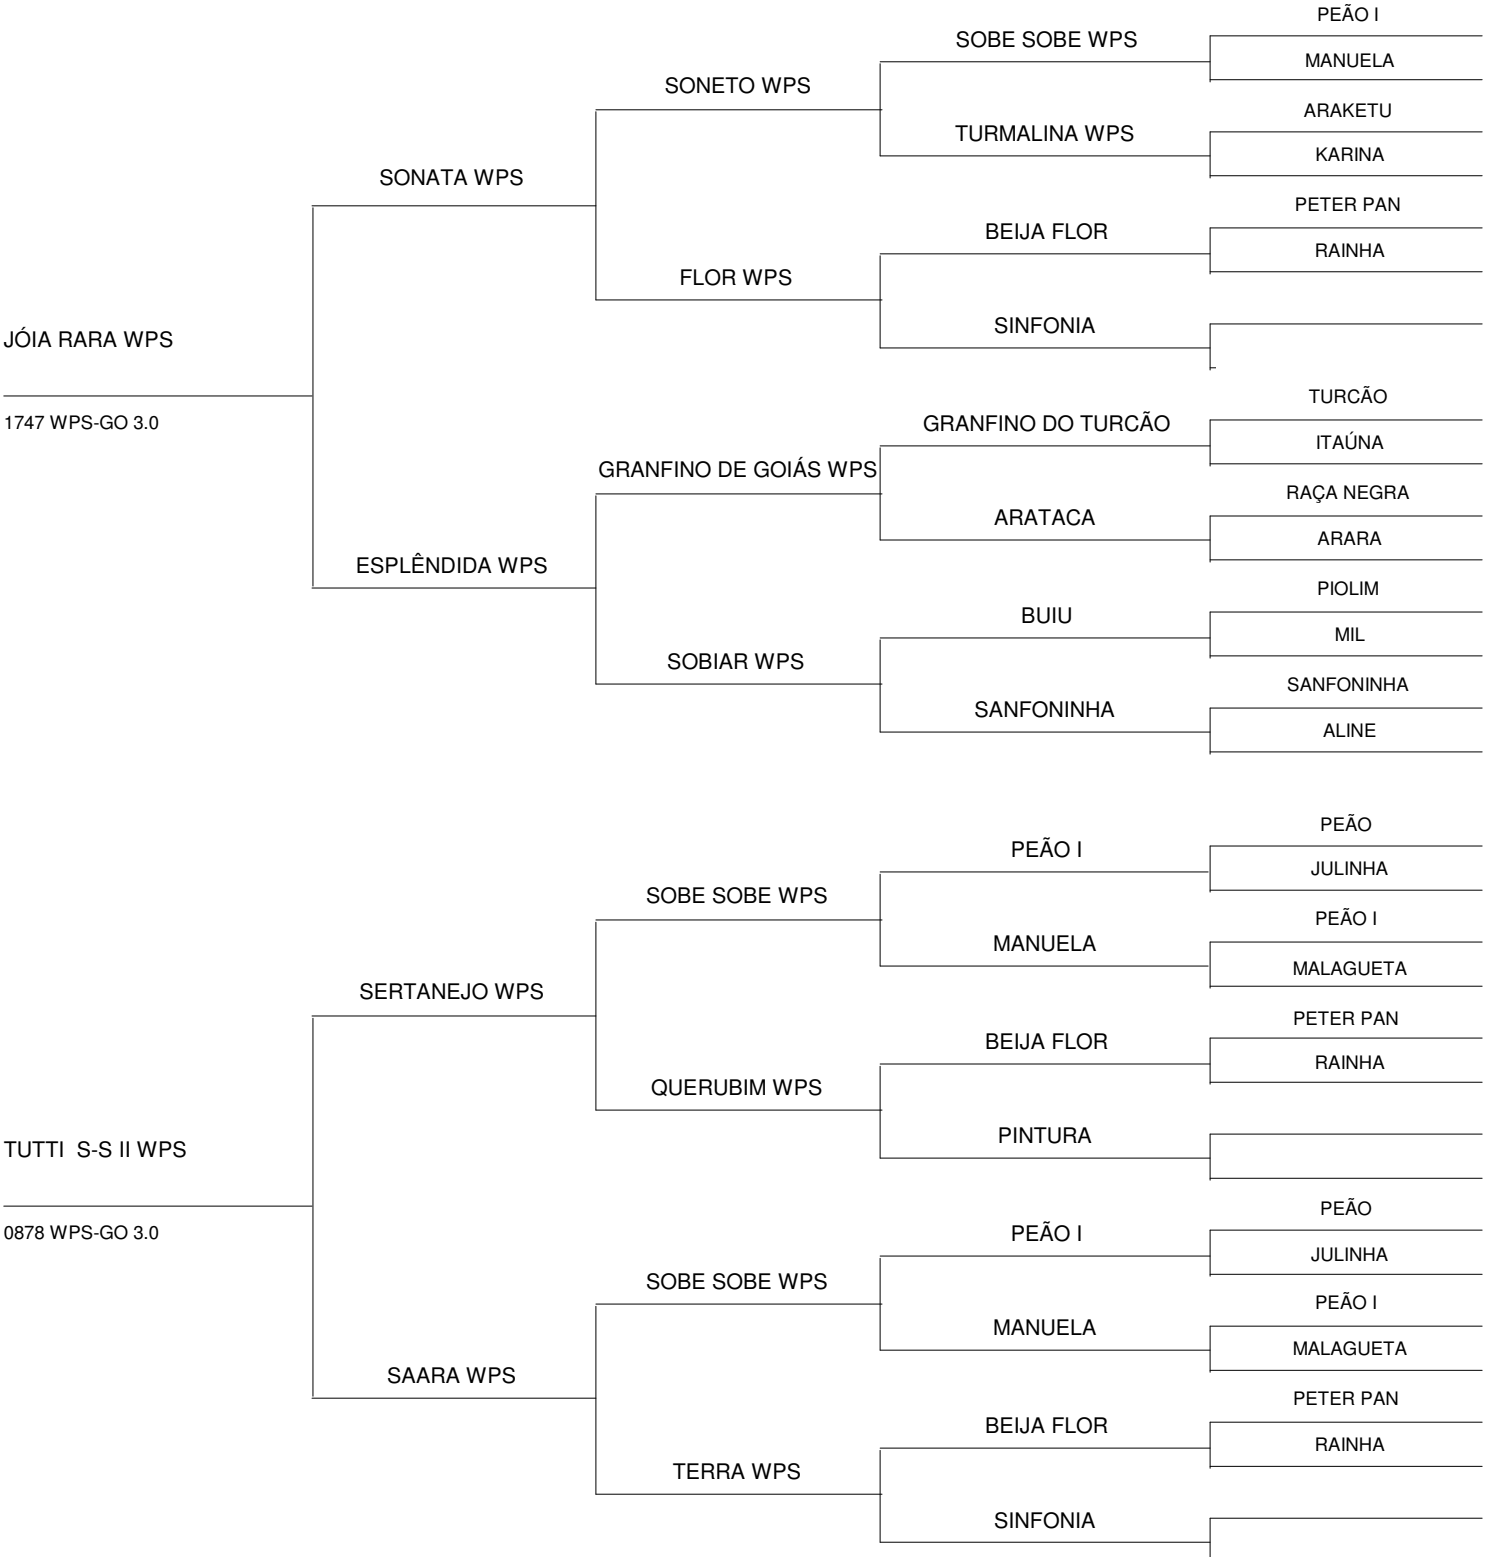 PEÃO I
SOBE SOBE WPS
MANUELA
SONETO WPS
ARAKETU
TURMALINA WPS
KARINA
SONATA WPS
PETER PAN
BEIJA FLOR
RAINHA
FLOR WPS
SINFONIA
JÓIA RARA WPS
TURCÃO
1747 WPS-GO 3.0
GRANFINO DO TURCÃO
ITAÚNA
GRANFINO DE GOIÁS WPS
RAÇA NEGRA
ARATACA
ARARA
ESPLÊNDIDA WPS
PIOLIM
BUIU
MIL
SOBIAR WPS
SANFONINHA
SANFONINHA
ALINE
PEÃO
PEÃO I
JULINHA
SOBE SOBE WPS
PEÃO I
MANUELA
MALAGUETA
SERTANEJO WPS
PETER PAN
BEIJA FLOR
RAINHA
QUERUBIM WPS
PINTURA
TUTTI  S-S II WPS
PEÃO
0878 WPS-GO 3.0
PEÃO I
JULINHA
SOBE SOBE WPS
PEÃO I
MANUELA
MALAGUETA
SAARA WPS
PETER PAN
BEIJA FLOR
RAINHA
TERRA WPS
SINFONIA